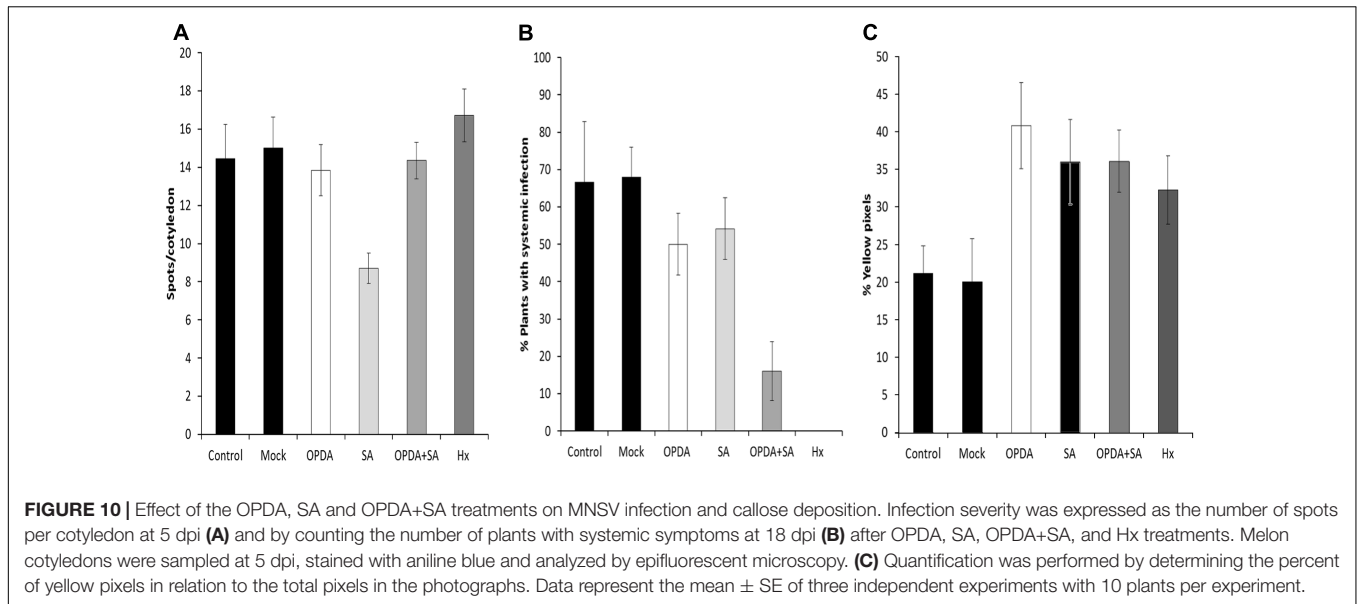 A
20
18
16
14
12
10
8
6
4
2
0
Spots/cotyledon
Control Mock OPDA SA OPDA+SA Hx
B
100
90
80
70
60
50
40
30
20
10
0
% Plants with systemic infection
Control Mock OPDA SA OPDA+SA Hx
C
50
45
40
35
30
25
20
15
10
5
0
% Yellow pixels
Control Mock OPDA SA OPDA+SA Hx
FIGURE 10 | Effect of the OPDA, SA and OPDA+SA treatments on MNSV infection and callose deposition. Infection severity was expressed as the number of spots
per cotyledon at 5 dpi (A) and by counting the number of plants with systemic symptoms at 18 dpi (B) after OPDA, SA, OPDA+SA, and Hx treatments. Melon
cotyledons were sampled at 5 dpi, stained with aniline blue and analyzed by epifluorescent microscopy. (C) Quantification was performed by determining the percent
of yellow pixels in relation to the total pixels in the photographs. Data represent the mean ± SE of three independent experiments with 10 plants per experiment.